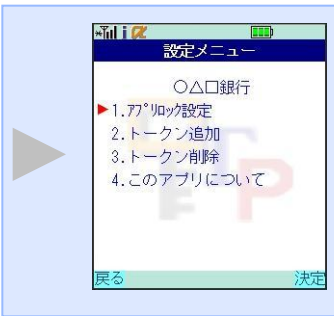 設定メニュー
○△□銀行
1.ｱﾌﾟﾘﾛｯｸ設定
2.トークン追加
3.トークン削除
4.このアプリについて
戻る 決定